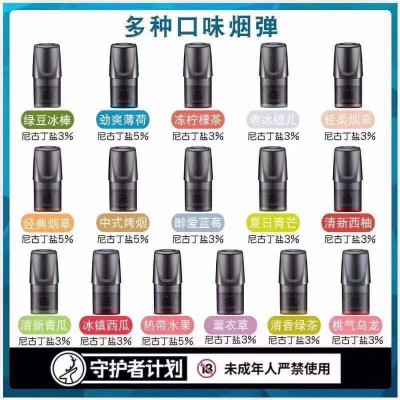 多种口味烟弹
绿豆冰棒 劲爽薄荷 冻柠檬茶 老冰棍儿 轻柔烟草
尼古丁盐3% 尼古丁盐5% 尼古丁盐3% 尼古丁盐3% 尼古丁盐3%
经典烟草 中式烤烟 醉爱蓝莓 夏日青芒 清新西柚
尼古丁盐5% 尼古丁盐5% 尼古丁盐3% 尼古丁盐3% 尼古丁盐3%
清新青瓜 冰镇西瓜 热带水果 薰衣草 清香绿茶 桃气乌龙
尼古丁盐3% 尼古丁盐3% 尼古丁盐5% 尼古丁盐3% 尼古丁盐3% 尼古丁盐3%
守护者计划 18 未成年人严禁使用